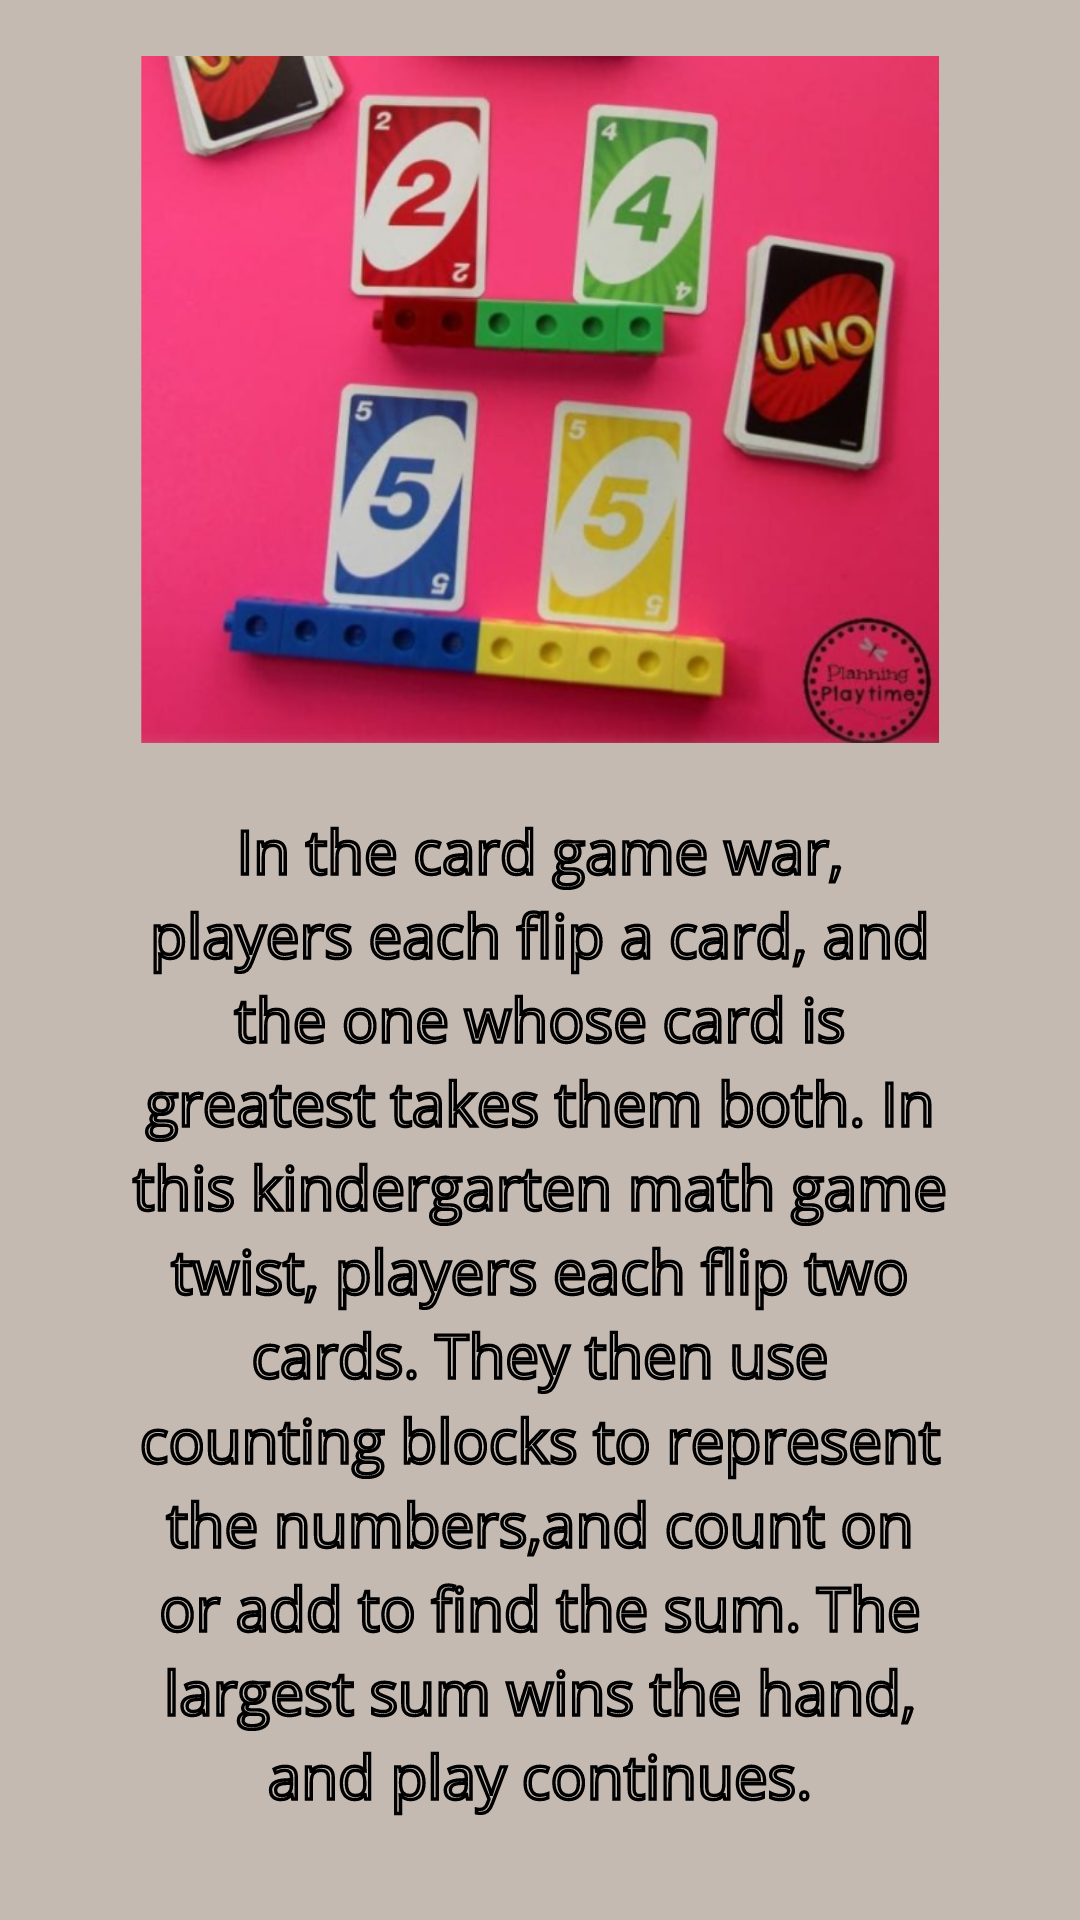 UNO
2
2
2
4
4
4
UNO
5
5
5
5
5
5
Planning
Playtime
In the card game war,
players each flip a card, and
the one whose card is
greatest takes them both. In
this kindergarten math game
twist, players each flip two
cards. They then use
counting blocks to represent
the numbers,and count on
or add to find the sum. The
largest sum wins the hand,
and play continues.